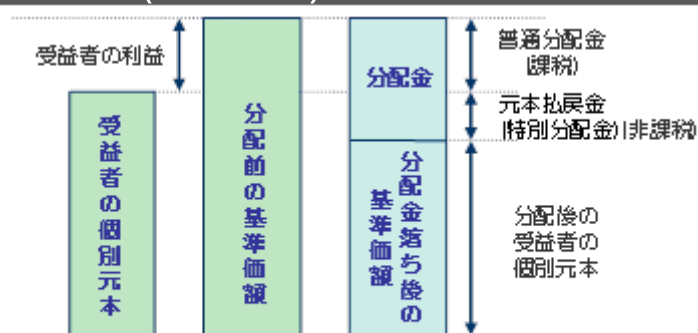 受益者の利益
受益者の個別元本
分配前の基準価額
分配金
分配金落ち後の
基準価額
普通分配金
(課税)
元本払戻金
(特別分配金)(非課税)
分配後の
受益者の
個別元本